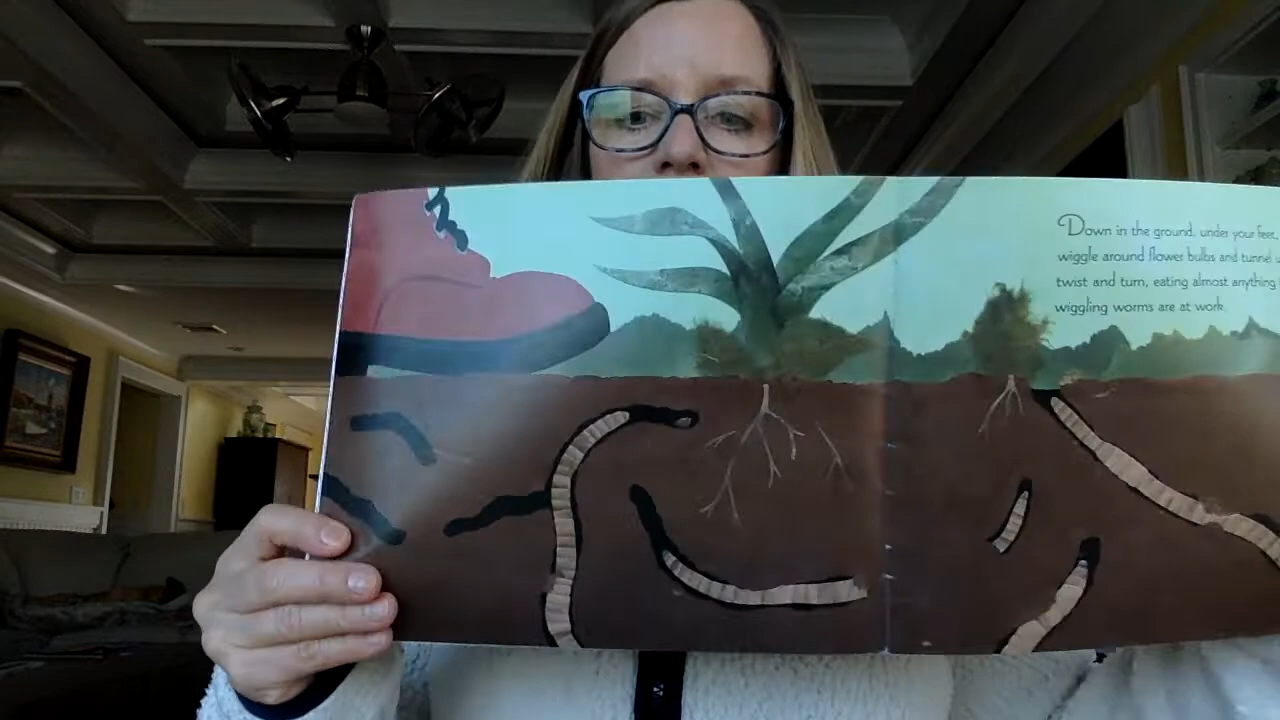 Down in the ground, under your feet,
wiggle around flower bulbs and tunnel
twist and turn, eating almost anything
wiggling worms are at work.